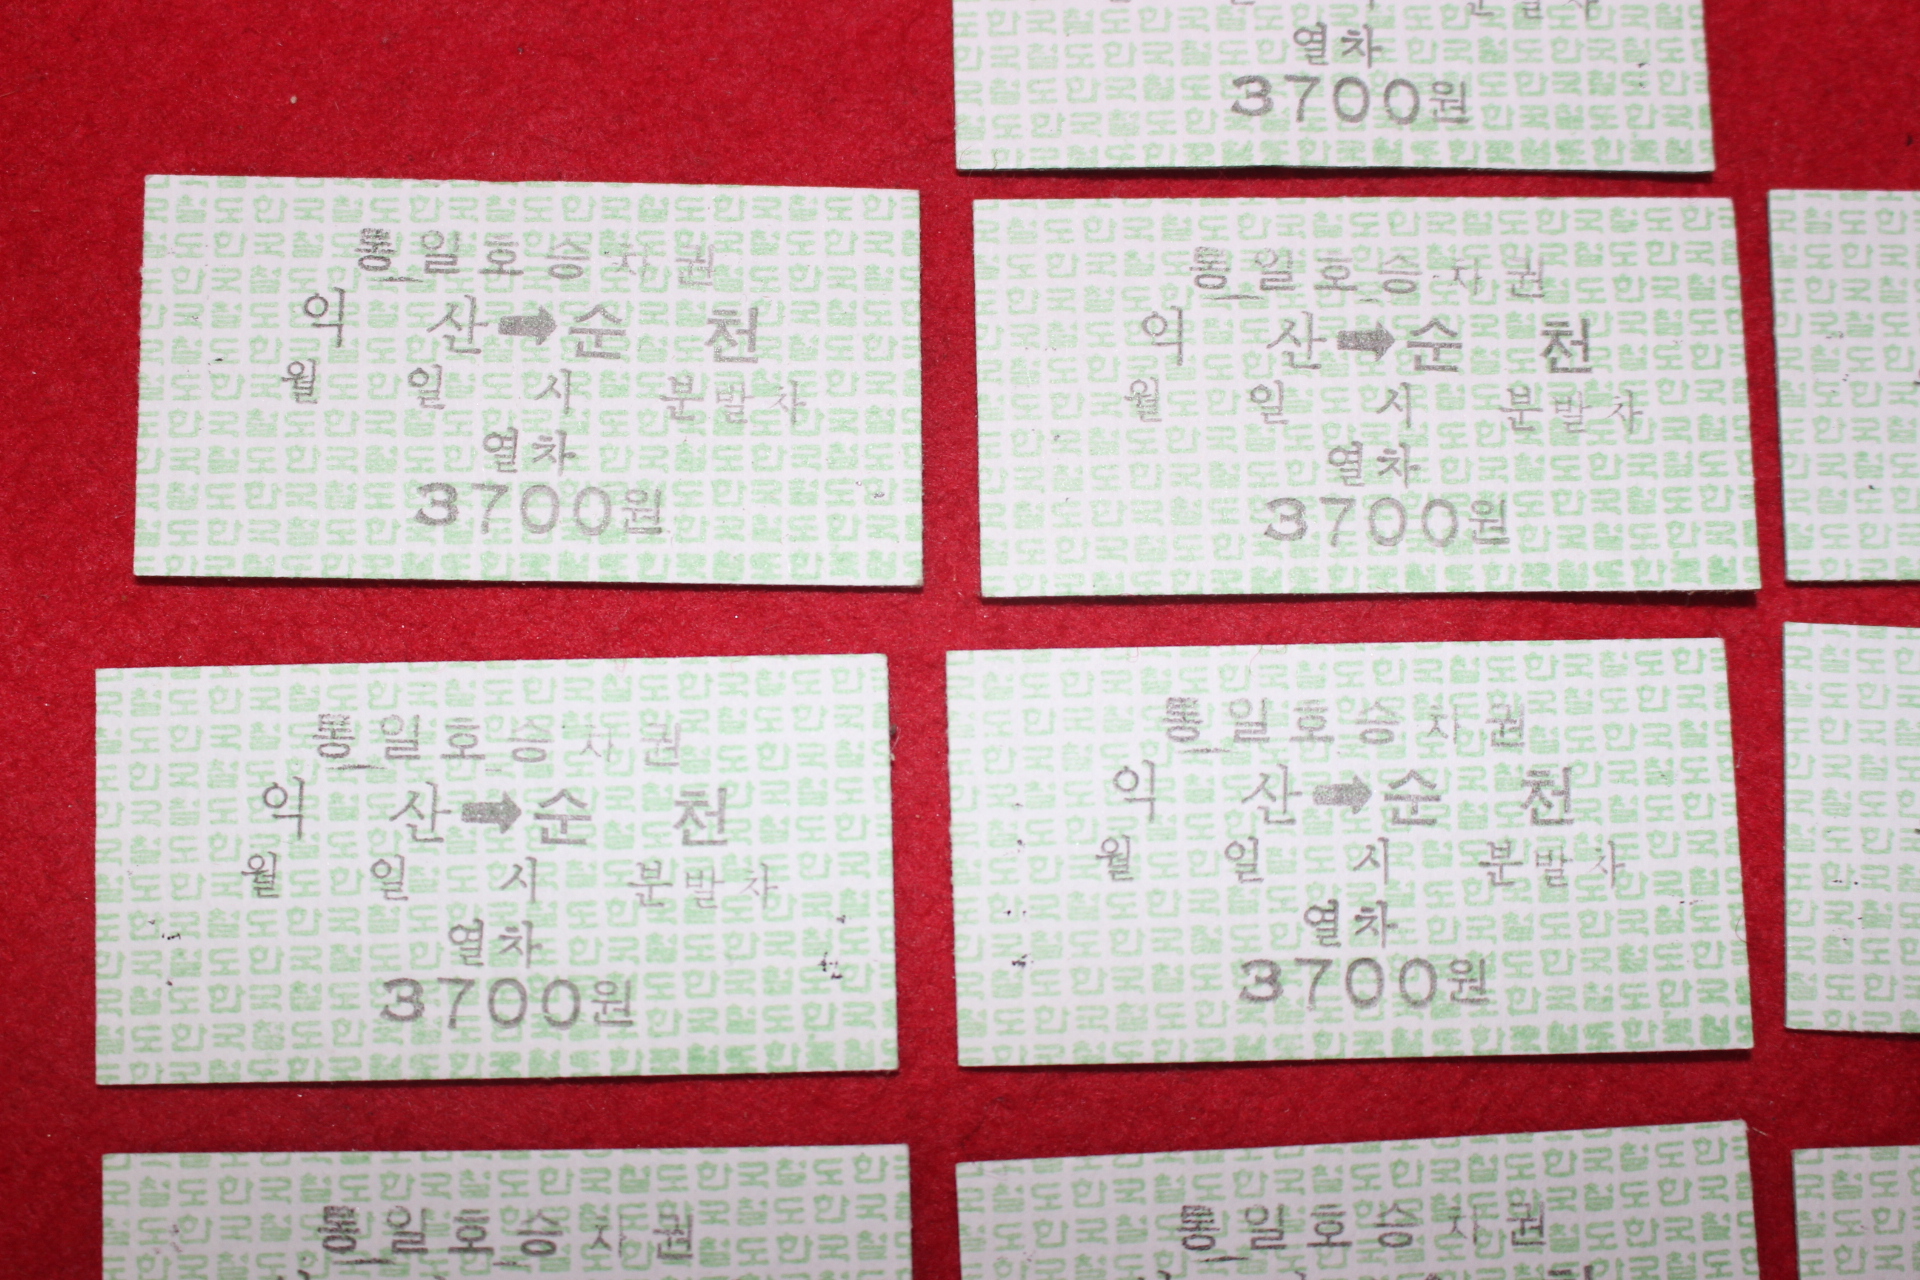 열차
3700원
통일호승차권
익 산➡순 천
월 일 시 분발차
열차
3700원
통일호승차권
익 산➡순 천
월 일 시 분발차
열차
3700원
통일호승차권
익 산➡순 천
월 일 시 분발차
열차
3700원
통일호승차권
익 산➡순 천
월 일 시 분발차
열차
3700원
통일호승차권
통일호승차권